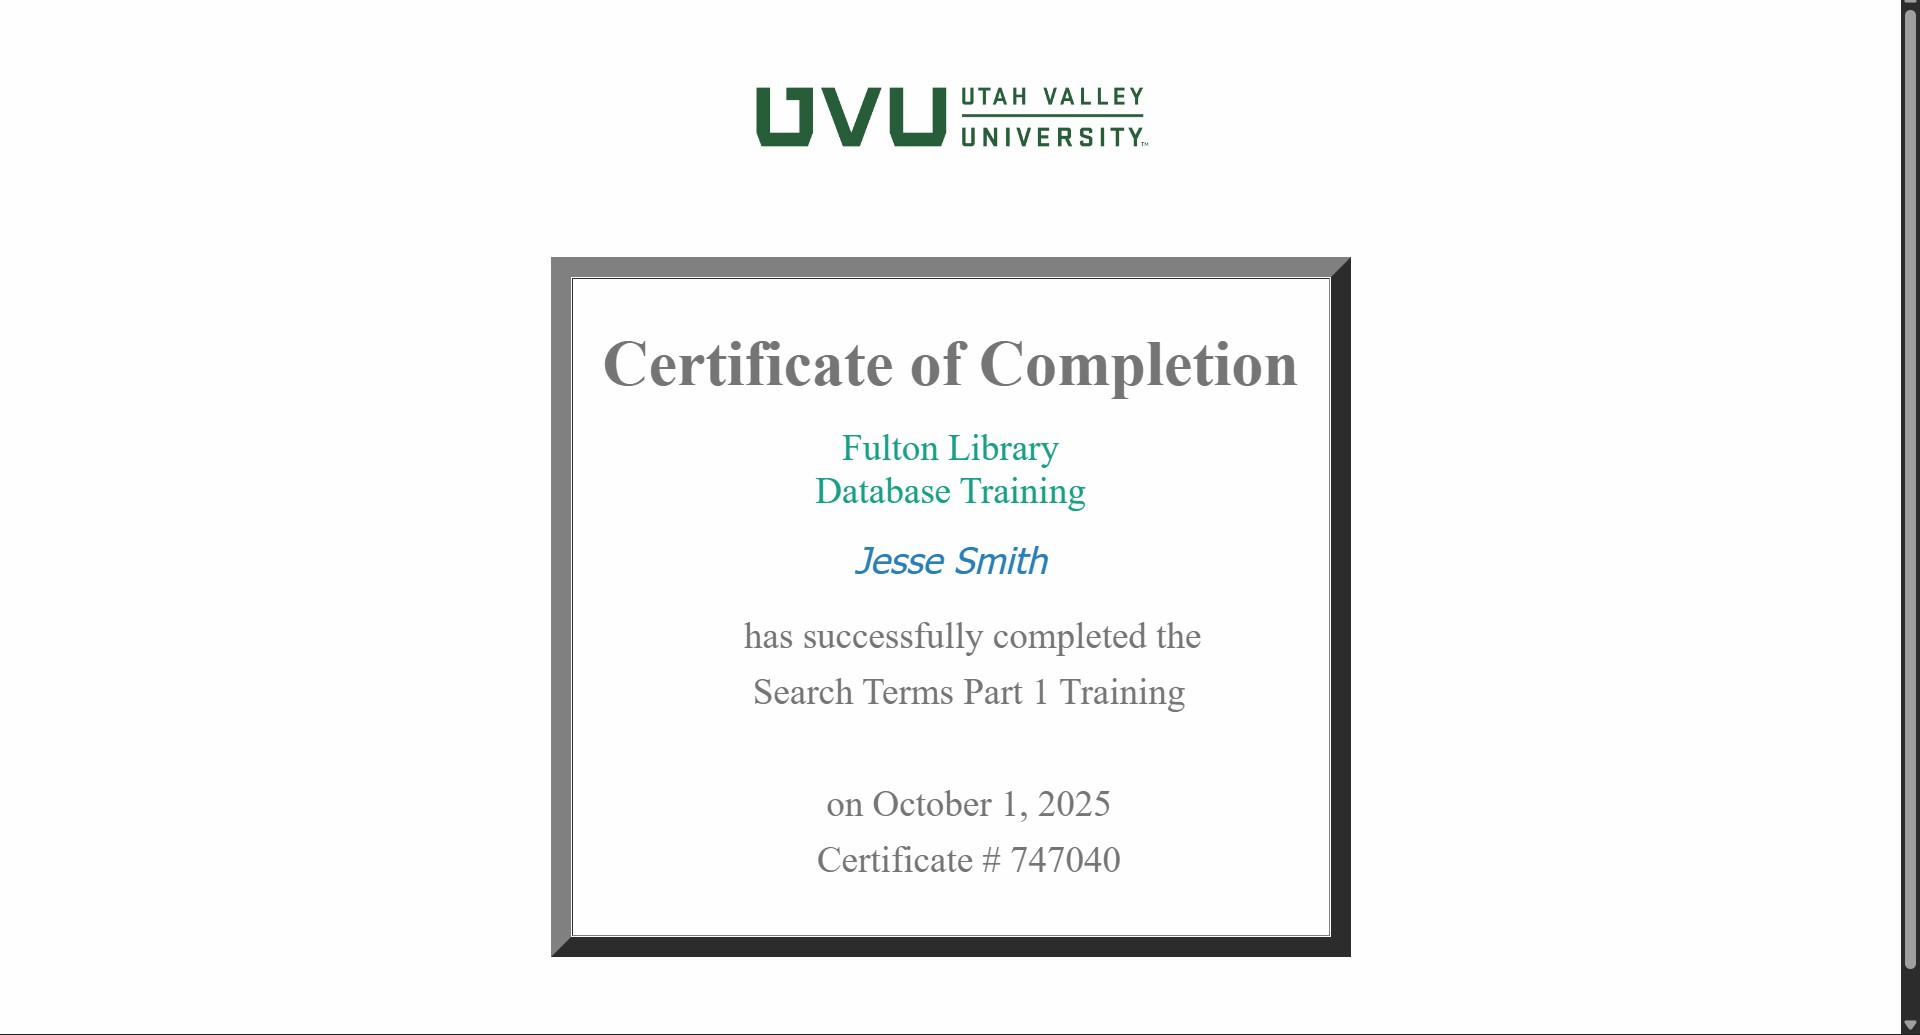 UVU UTAH VALLEY
UNIVERSITY™
Certificate of Completion
Fulton Library
Database Training
Jesse Smith
has successfully completed the
Search Terms Part 1 Training
on October 1, 2025
Certificate # 747040